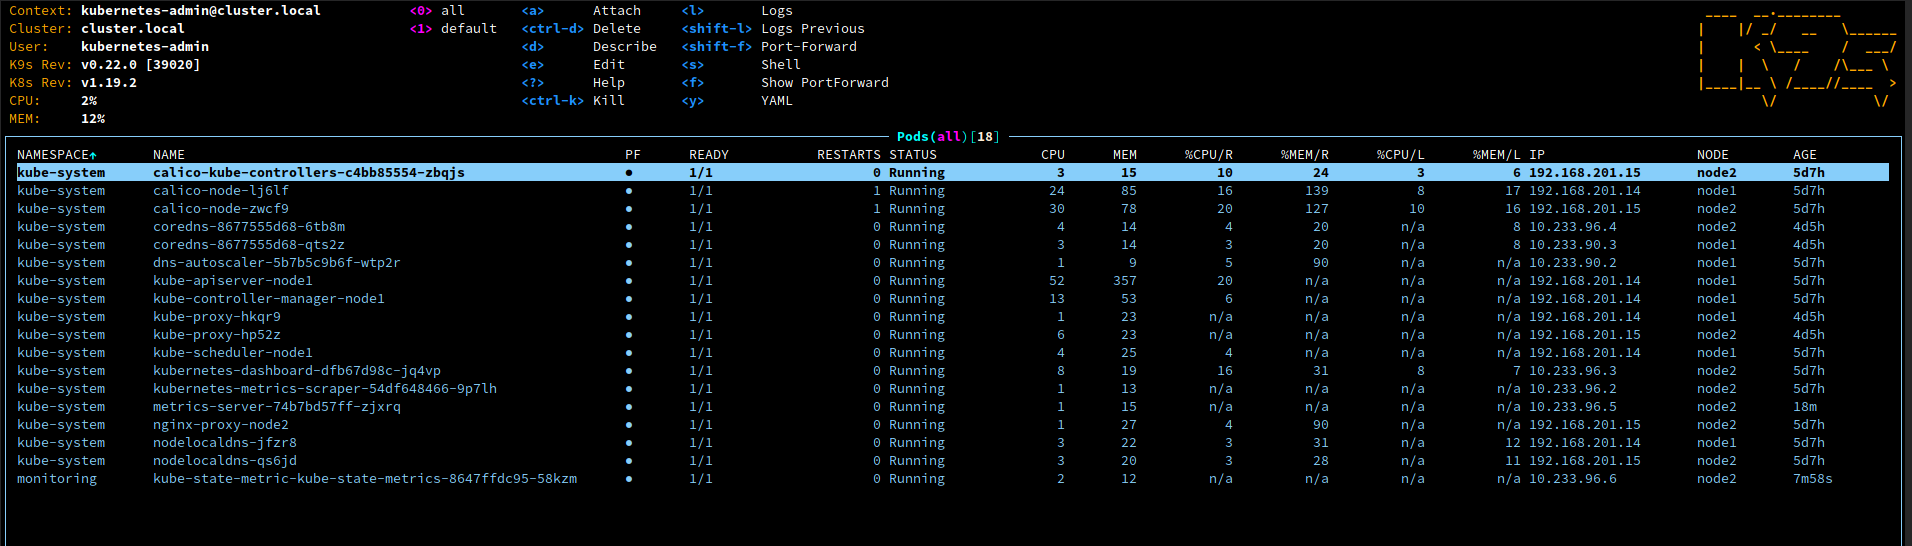 Context: kubernetes-admin@cluster.local <0> all <a> Attach <l> Logs
Cluster: cluster.local <1> default <ctrl-d> Delete <shift-l> Logs Previous
User: kubernetes-admin <d> Describe <shift-f> Port-Forward
K9s Rev: v0.22.0 [39020] <e> Edit <s> Shell
K8s Rev: v1.19.2 <?> Help <f> Show PortForward
CPU: 2% <ctrl-k> Kill <y> YAML
MEM: 12%
Pods(all)[18]
NAMESPACE↑ NAME PF READY RESTARTS STATUS CPU MEM %CPU/R %MEM/R %CPU/L %MEM/L IP NODE AGE
kube-system calico-kube-controllers-c4bb85554-zbqjs ● 1/1 0 Running 3 15 10 24 3 6 192.168.201.15 node2 5d7h
kube-system calico-node-lj6lf ● 1/1 1 Running 24 85 16 139 8 17 192.168.201.14 node1 5d7h
kube-system calico-node-zwcf9 ● 1/1 1 Running 30 78 20 127 10 16 192.168.201.15 node2 5d7h
kube-system coredns-8677555d68-6tb8m ● 1/1 0 Running 4 14 4 20 n/a 8 10.233.96.4 node2 4d5h
kube-system coredns-8677555d68-qts2z ● 1/1 0 Running 3 14 3 20 n/a 8 10.233.90.3 node1 4d5h
kube-system dns-autoscaler-5b7b5c9b6f-wtp2r ● 1/1 0 Running 1 9 5 90 n/a n/a 10.233.90.2 node1 5d7h
kube-system kube-apiserver-node1 ● 1/1 0 Running 52 357 20 n/a n/a n/a 192.168.201.14 node1 5d7h
kube-system kube-controller-manager-node1 ● 1/1 0 Running 13 53 6 n/a n/a n/a 192.168.201.14 node1 5d7h
kube-system kube-proxy-hkqr9 ● 1/1 0 Running 1 23 n/a n/a n/a n/a 192.168.201.14 node1 4d5h
kube-system kube-proxy-hp52z ● 1/1 0 Running 6 23 n/a n/a n/a n/a 192.168.201.15 node2 4d5h
kube-system kube-scheduler-node1 ● 1/1 0 Running 4 25 4 n/a n/a n/a 192.168.201.14 node1 5d7h
kube-system kubernetes-dashboard-dfb67d98c-jq4vp ● 1/1 0 Running 8 19 16 31 8 7 10.233.96.3 node2 5d7h
kube-system kubernetes-metrics-scraper-54df648466-9p7lh ● 1/1 0 Running 1 13 n/a n/a n/a n/a 10.233.96.2 node2 5d7h
kube-system metrics-server-74b7bd57ff-zjxrq ● 1/1 0 Running 1 15 n/a n/a n/a n/a 10.233.96.5 node2 18m
kube-system nginx-proxy-node2 ● 1/1 0 Running 1 27 4 90 n/a n/a 192.168.201.15 node2 5d7h
kube-system nodelocaldns-jfzr8 ● 1/1 0 Running 3 22 3 31 n/a 12 192.168.201.14 node1 5d7h
kube-system nodelocaldns-qs6jd ● 1/1 0 Running 3 20 3 28 n/a 11 192.168.201.15 node2 5d7h
monitoring kube-state-metric-kube-state-metrics-8647ffdc95-58kzm ● 1/1 0 Running 2 12 n/a n/a n/a n/a 10.233.96.6 node2 7m58s